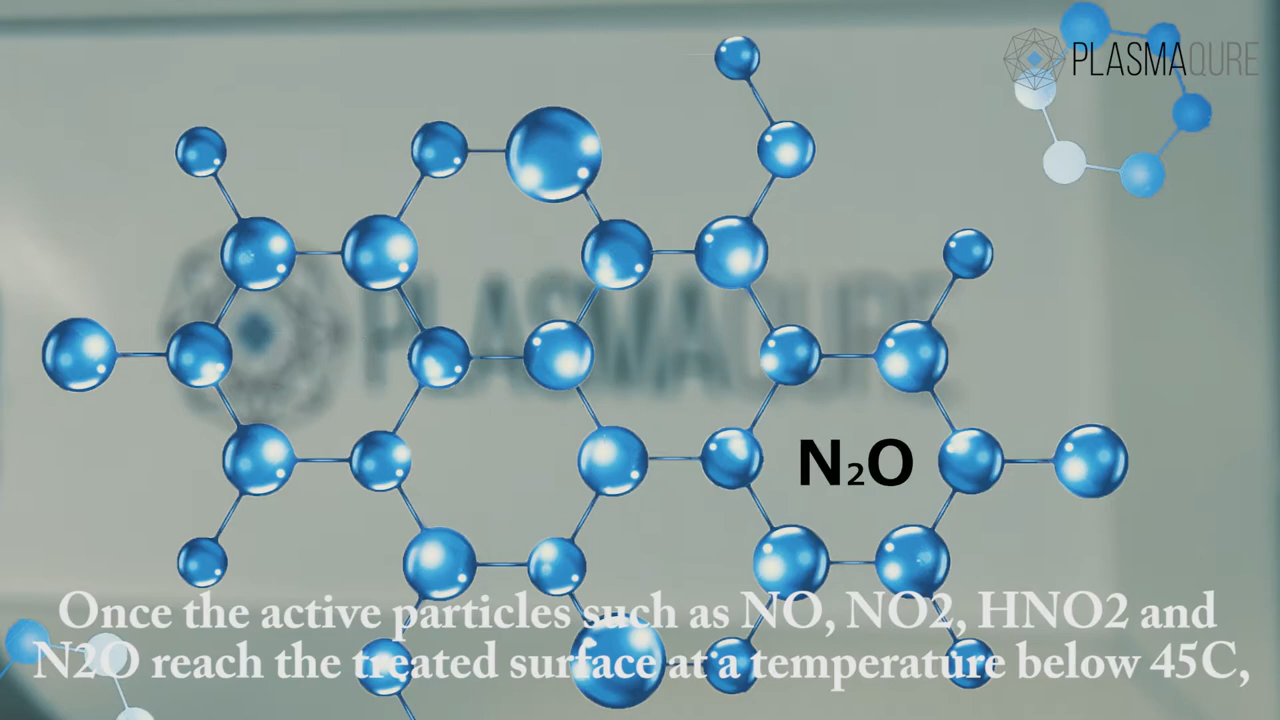 PLASMAQURE
PLASMAQURE
N₂O
Once the active particles such as NO, NO2, HNO2 and
N2O reach the treated surface at a temperature below 45C,